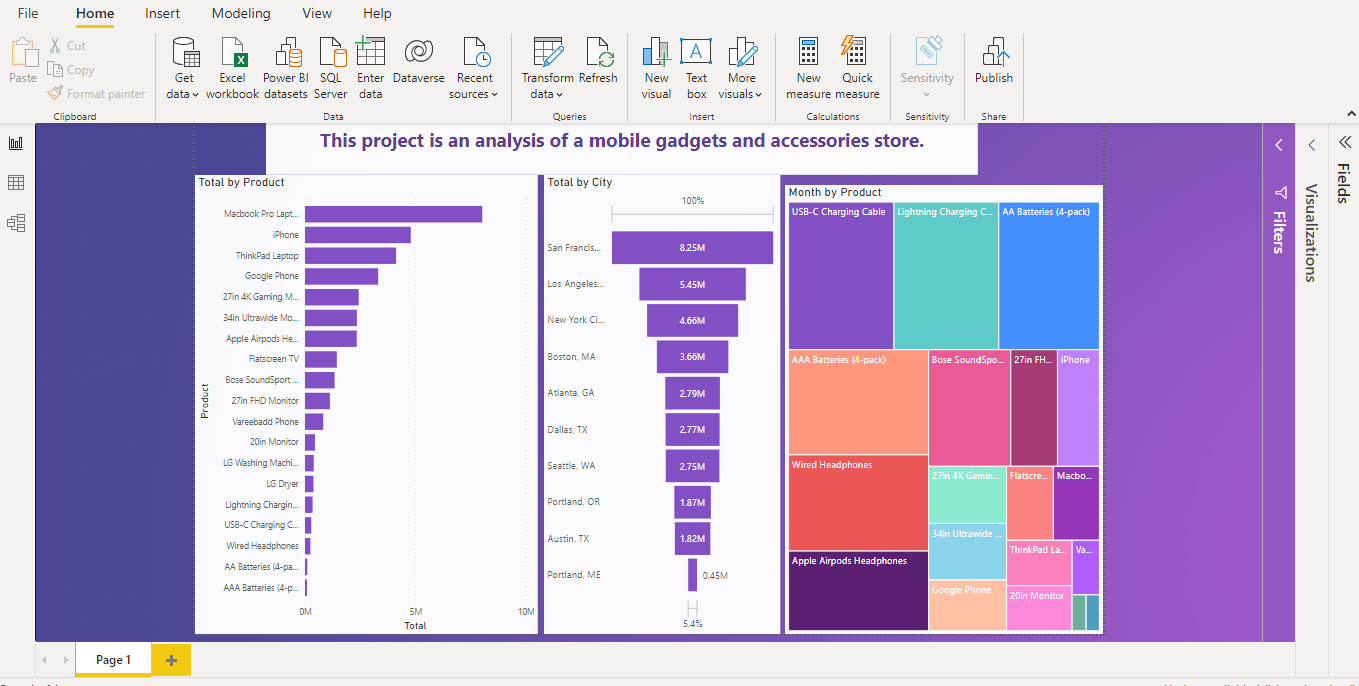 File Home Insert Modeling View Help
Paste
Cut
Copy
Format painter
Clipboard
Get data
Excel workbook
Power BI datasets
SQL Server
Enter data
Dataverse
Recent sources
Data
Transform data
Refresh
Queries
New visual
Text box
A
More visuals
Insert
New measure
Quick measure
Calculations
Sensitivity
Sensitivity
Publish
Share
This project is an analysis of a mobile gadgets and accessories store.
Total by Product
Product
Macbook Pro Lapt...
iPhone
ThinkPad Laptop
Google Phone
27in 4K Gaming M...
34in Ultrawide Mo...
Apple Airpods He...
Flatscreen TV
Bose SoundSport ...
27in FHD Monitor
Vareebadd Phone
20in Monitor
LG Washing Machi...
LG Dryer
Lightning Chargin...
USB-C Charging C...
Wired Headphones
AA Batteries (4-pa...
AAA Batteries (4-p...
0M 5M 10M
Total
Total by City
100%
San Francis... 8.25M
Los Angeles... 5.45M
New York Ci... 4.66M
Boston, MA 3.66M
Atlanta, GA 2.79M
Dallas, TX 2.77M
Seattle, WA 2.75M
Portland, OR 1.87M
Austin, TX 1.82M
Portland, ME 0.45M
5.4%
Month by Product
USB-C Charging Cable
Lightning Charging C...
AA Batteries (4-pack)
AAA Batteries (4-pack)
Bose SoundSpo...
27in FH...
iPhone
Wired Headphones
27in 4K Gamin...
Flatscre...
Macbo...
34in Ultrawide ...
ThinkPad La...
Va...
Apple Airpods Headphones
Google Phone
20in Monitor
Filters
Visualizations
Fields
Page 1